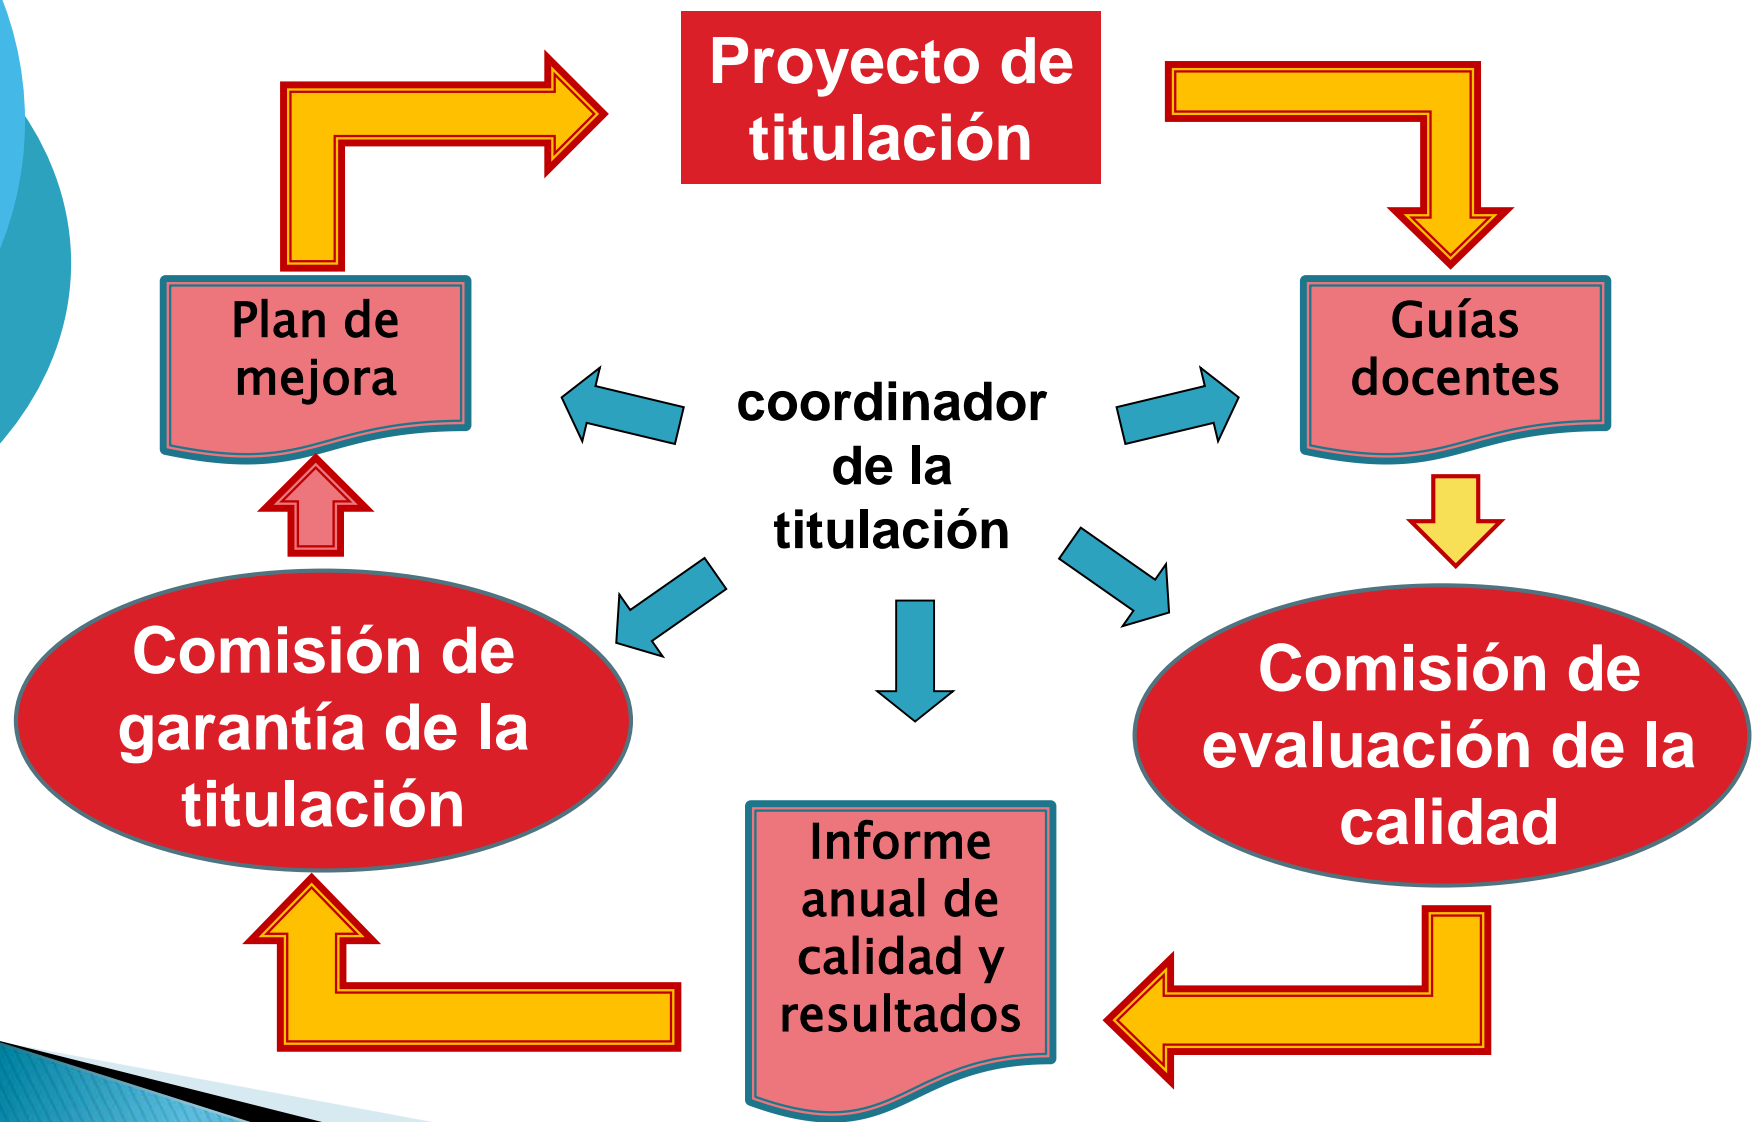 Proyecto de
titulación
Plan de
mejora
Guías
docentes
coordinador
de la
titulación
Comisión de
garantía de la
titulación
Comisión de
evaluación de la
calidad
Informe
anual de
calidad y
resultados